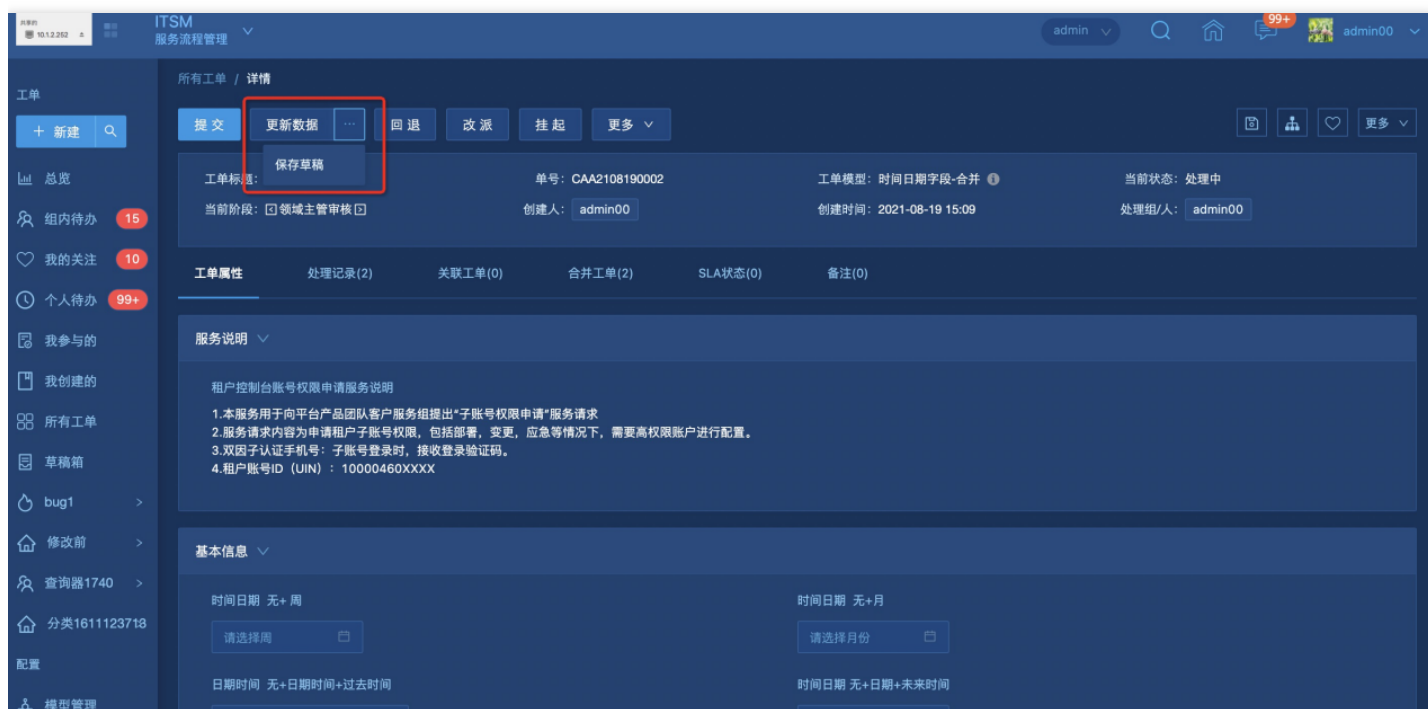 共享的
10.1.2.252
ITSM
服务流程管理
admin
99+
admin00
工单
+ 新建
总览
组内待办 15
我的关注 10
个人待办 99+
我参与的
我创建的
所有工单
草稿箱
bug1 >
修改前 >
查询器1740 >
分类1611123718
配置
模型管理
所有工单 / 详情
提交 更新数据 ··· 回退 改派 挂起 更多
更多
保存草稿
工单标题: 单号: CAA2108190002 工单模型: 时间日期字段-合并 当前状态: 处理中
当前阶段: 领域主管审核 创建人: admin00 创建时间: 2021-08-19 15:09 处理组/人: admin00
工单属性 处理记录(2) 关联工单(0) 合并工单(2) SLA状态(0) 备注(0)
服务说明
租户控制台账号权限申请服务说明
1.本服务用于向平台产品团队客户服务组提出“子账号权限申请”服务请求
2.服务请求内容为申请租户子账号权限，包括部署，变更，应急等情况下，需要高权限账户进行配置。
3.双因子认证手机号：子账号登录时，接收登录验证码。
4.租户账号ID（UIN）：10000460XXXX
基本信息
时间日期 无+ 周 时间日期 无+月
请选择周 请选择月份
日期时间 无+日期时间+过去时间 时间日期 无+日期+未来时间